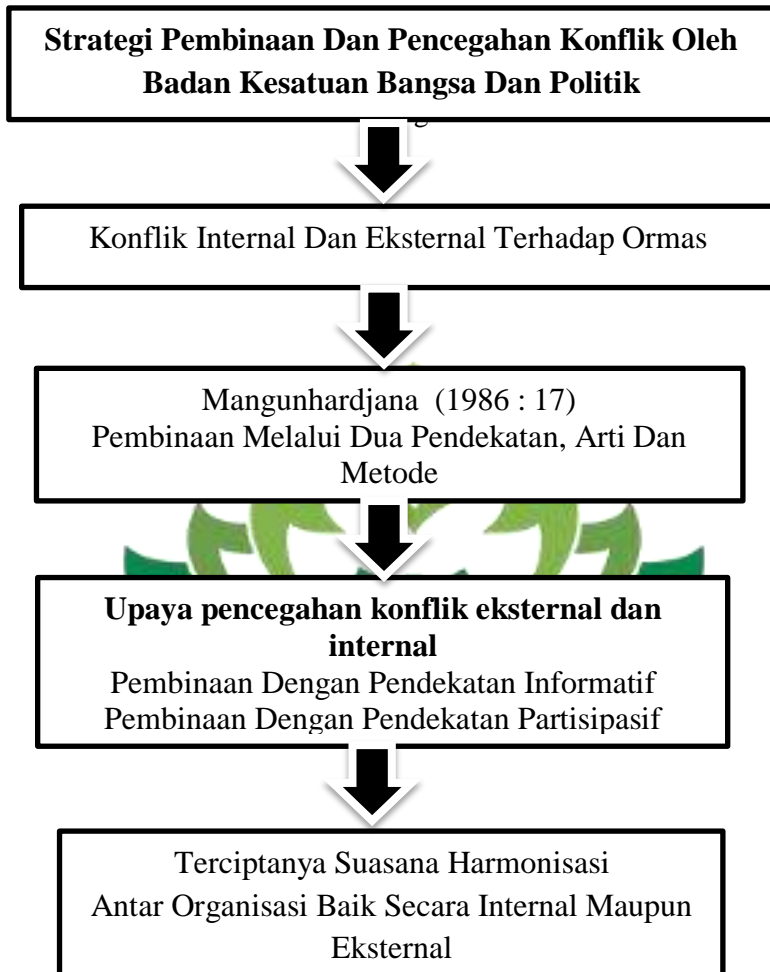 Strategi Pembinaan Dan Pencegahan Konflik Oleh
Badan Kesatuan Bangsa Dan Politik
Konflik Internal Dan Eksternal Terhadap Ormas
Mangunhardjana (1986 : 17)
Pembinaan Melalui Dua Pendekatan, Arti Dan
Metode
Upaya pencegahan konflik eksternal dan
internal
Pembinaan Dengan Pendekatan Informatif
Pembinaan Dengan Pendekatan Partisipasif
Terciptanya Suasana Harmonisasi
Antar Organisasi Baik Secara Internal Maupun
Eksternal